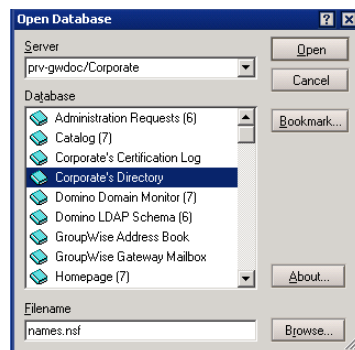 Open Database
Server
Open
prv-gwdoc/Corporate
Cancel
Database
Administration Requests (6)
Bookmark...
Catalog (7)
Corporate's Certification Log
Corporate's Directory
Domino Domain Monitor (7)
Domino LDAP Schema (6)
GroupWise Address Book
GroupWise Gateway Mailbox
Homepage (7)
About...
Filename
names.nsf
Browse...